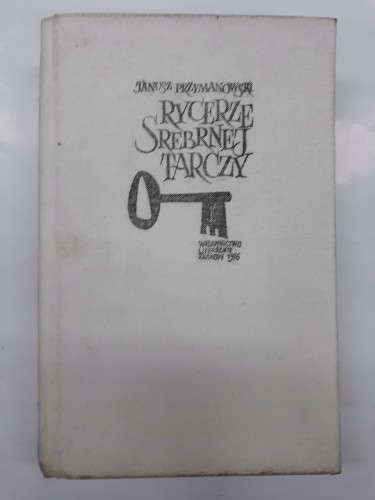 JANUSZ PRZYMANOWSKI
RYCERZE
SREBRNEJ
TARCZY
WYDAWNICTWO
LITERACKIE
KRAKÓW 1976